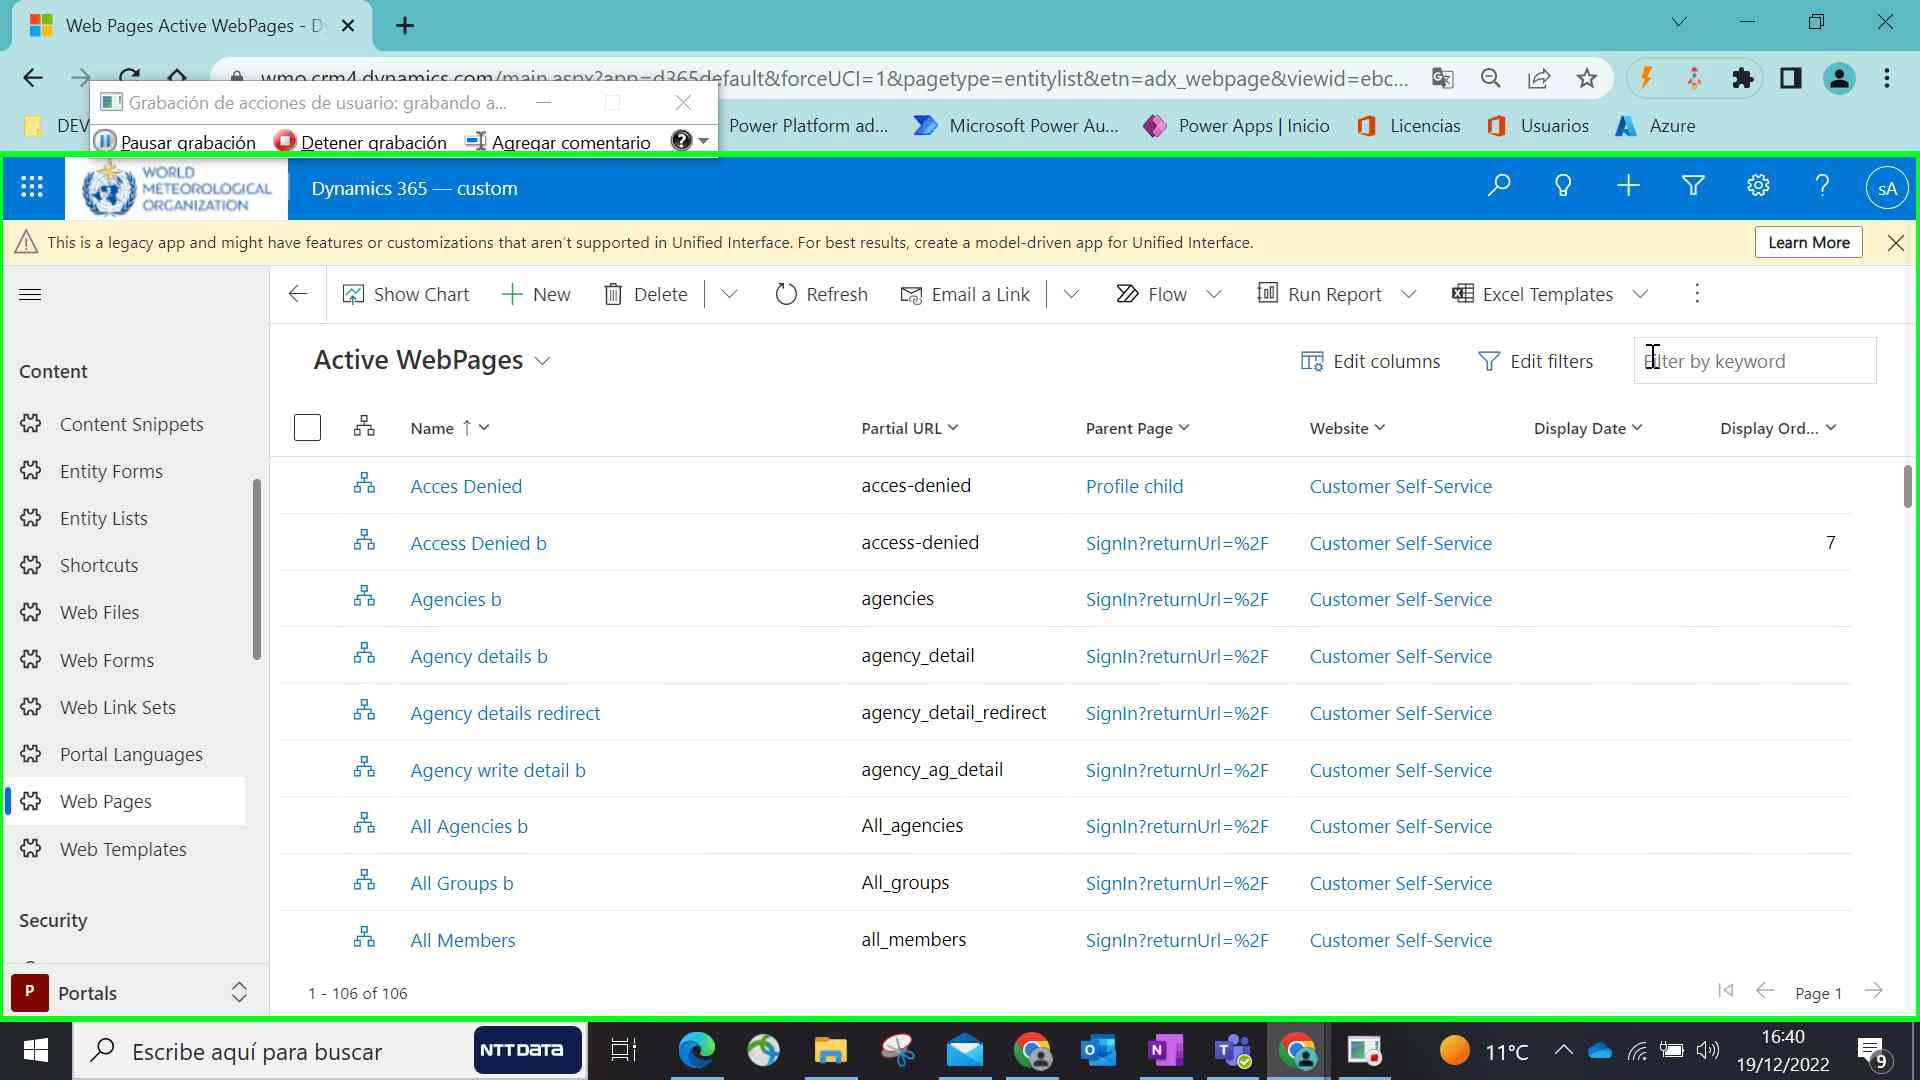 Web Pages Active WebPages - Dy
wmo.crm4.dynamics.com/main.aspx?app=d365default&forceUCI=1&pagetype=entitylist&etn=adx_webpage&viewid=ebc...
Grabación de acciones de usuario: grabando a...
DEV
Pausar grabación
Detener grabación
Agregar comentario
Power Platform ad...
Microsoft Power Au...
Power Apps | Inicio
Licencias
Usuarios
Azure
WORLD
METEOROLOGICAL
ORGANIZATION
Dynamics 365 — custom
sA
This is a legacy app and might have features or customizations that aren't supported in Unified Interface. For best results, create a model-driven app for Unified Interface.
Learn More
Show Chart
New
Delete
Refresh
Email a Link
Flow
Run Report
Excel Templates
Content
Content Snippets
Entity Forms
Entity Lists
Shortcuts
Web Files
Web Forms
Web Link Sets
Portal Languages
Web Pages
Web Templates
Security
P Portals
Active WebPages
Edit columns
Edit filters
Filter by keyword
Name ↑ Partial URL Parent Page Website Display Date Display Ord...
Acces Denied acces-denied Profile child Customer Self-Service
Access Denied b access-denied SignIn?returnUrl=%2F Customer Self-Service 7
Agencies b agencies SignIn?returnUrl=%2F Customer Self-Service
Agency details b agency_detail SignIn?returnUrl=%2F Customer Self-Service
Agency details redirect agency_detail_redirect SignIn?returnUrl=%2F Customer Self-Service
Agency write detail b agency_ag_detail SignIn?returnUrl=%2F Customer Self-Service
All Agencies b All_agencies SignIn?returnUrl=%2F Customer Self-Service
All Groups b All_groups SignIn?returnUrl=%2F Customer Self-Service
All Members all_members SignIn?returnUrl=%2F Customer Self-Service
1 - 106 of 106
Page 1
Escribe aquí para buscar
NTT DATA
11°C
16:40
19/12/2022
9